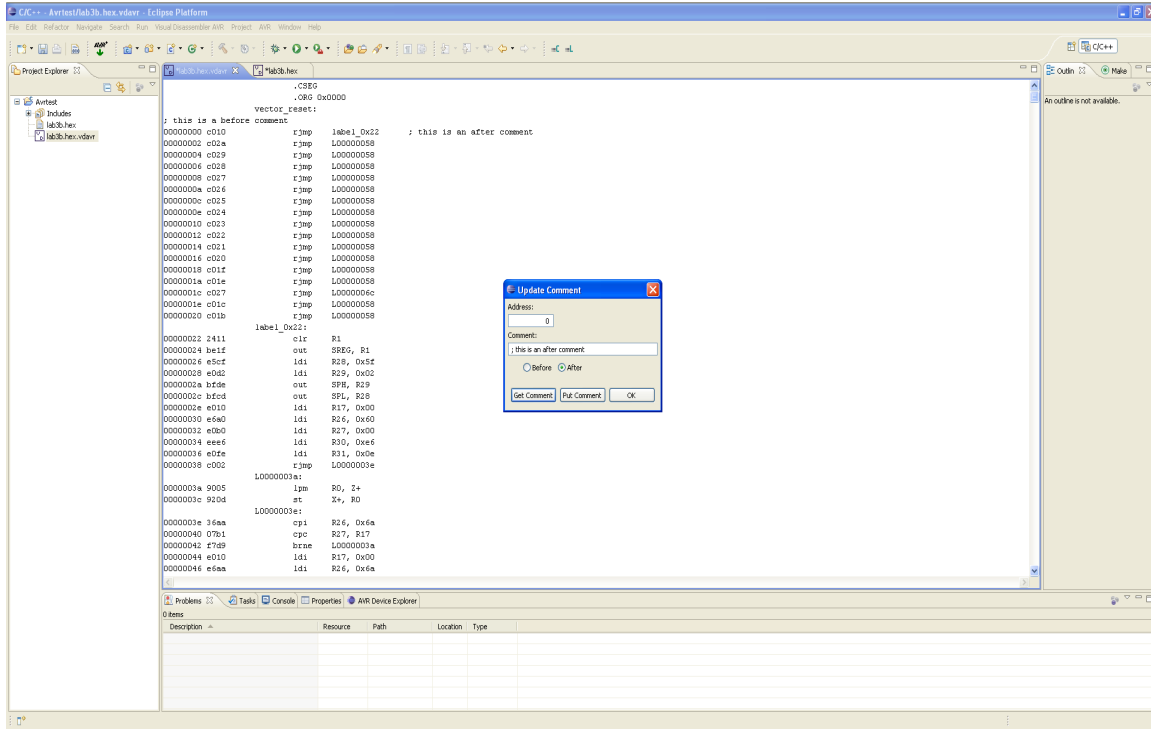 C/C++ - Avrtest/lab3b.hex.vdavr - Eclipse Platform
File Edit Refactor Navigate Search Run Visual Disassembler AVR Project AVR Window Help
C/C++
Project Explorer
*lab3b.hex.vdavr *lab3b.hex
Outlin Make
An outline is not available.
Avrtest
Includes
lab3b.hex
lab3b.hex.vdavr
.CSEG
.ORG 0x0000
vector_reset:
; this is a before comment
00000000 c010 rjmp label_0x22 ; this is an after comment
00000002 c02a rjmp L00000058
00000004 c029 rjmp L00000058
00000006 c028 rjmp L00000058
00000008 c027 rjmp L00000058
0000000a c026 rjmp L00000058
0000000c c025 rjmp L00000058
0000000e c024 rjmp L00000058
00000010 c023 rjmp L00000058
00000012 c022 rjmp L00000058
00000014 c021 rjmp L00000058
00000016 c020 rjmp L00000058
00000018 c01f rjmp L00000058
0000001a c01e rjmp L00000058
0000001c c027 rjmp L0000006c
0000001e c01c rjmp L00000058
00000020 c01b rjmp L00000058
label_0x22:
00000022 2411 clr R1
00000024 be1f out SREG, R1
00000026 e5cf ldi R28, 0x5f
00000028 e0d2 ldi R29, 0x02
0000002a bfde out SPH, R29
0000002c bfcd out SPL, R28
0000002e e010 ldi R17, 0x00
00000030 e6a0 ldi R26, 0x60
00000032 e0b0 ldi R27, 0x00
00000034 eee6 ldi R30, 0xe6
00000036 e0fe ldi R31, 0x0e
00000038 c002 rjmp L0000003e
L0000003a:
0000003a 9005 lpm R0, Z+
0000003c 920d st X+, R0
L0000003e:
0000003e 36aa cpi R26, 0x6a
00000040 07b1 cpc R27, R17
00000042 f7d9 brne L0000003a
00000044 e010 ldi R17, 0x00
00000046 e6aa ldi R26, 0x6a
Update Comment
Address:
0
Comment:
; this is an after comment
Before After
Get Comment Put Comment OK
Problems Tasks Console Properties AVR Device Explorer
0 items
Description Resource Path Location Type